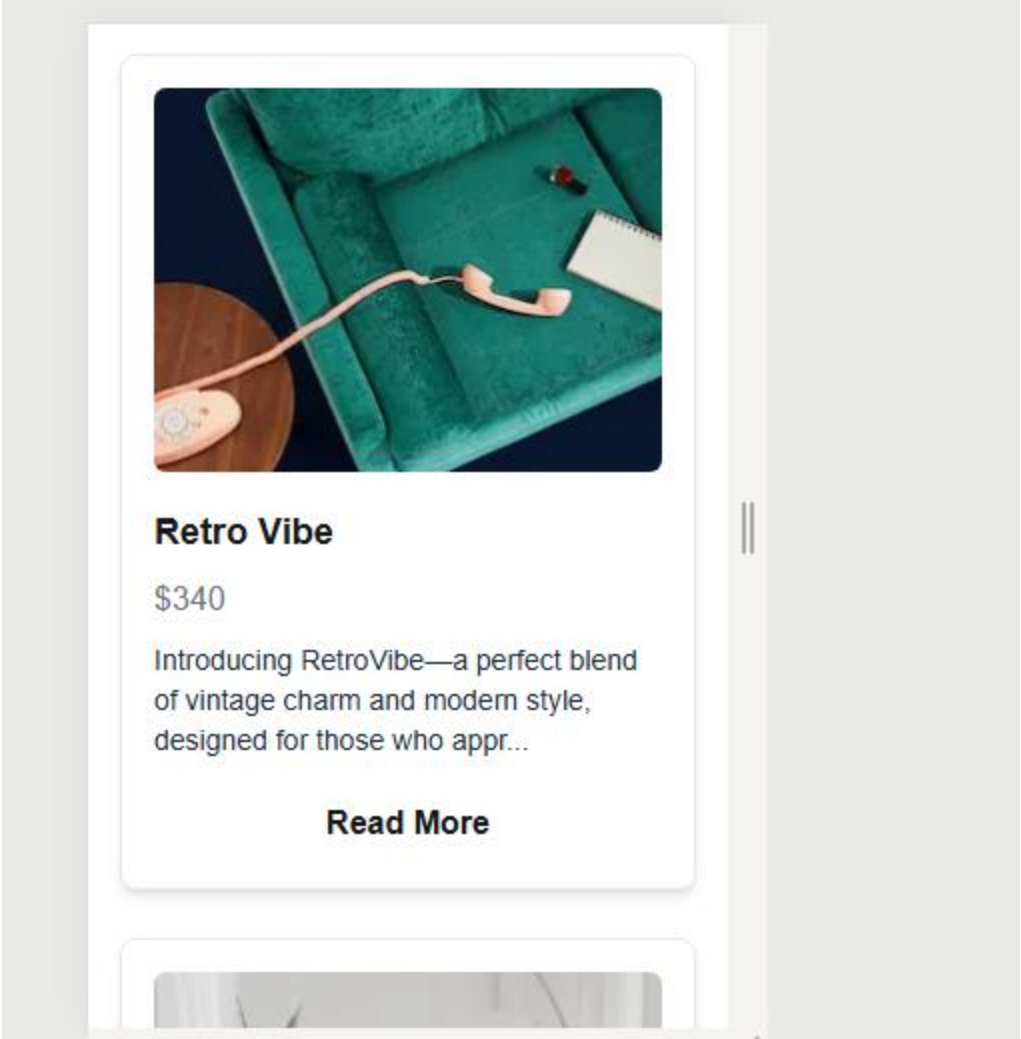 Retro Vibe
$340
Introducing RetroVibe—a perfect blend
of vintage charm and modern style,
designed for those who appr...
Read More